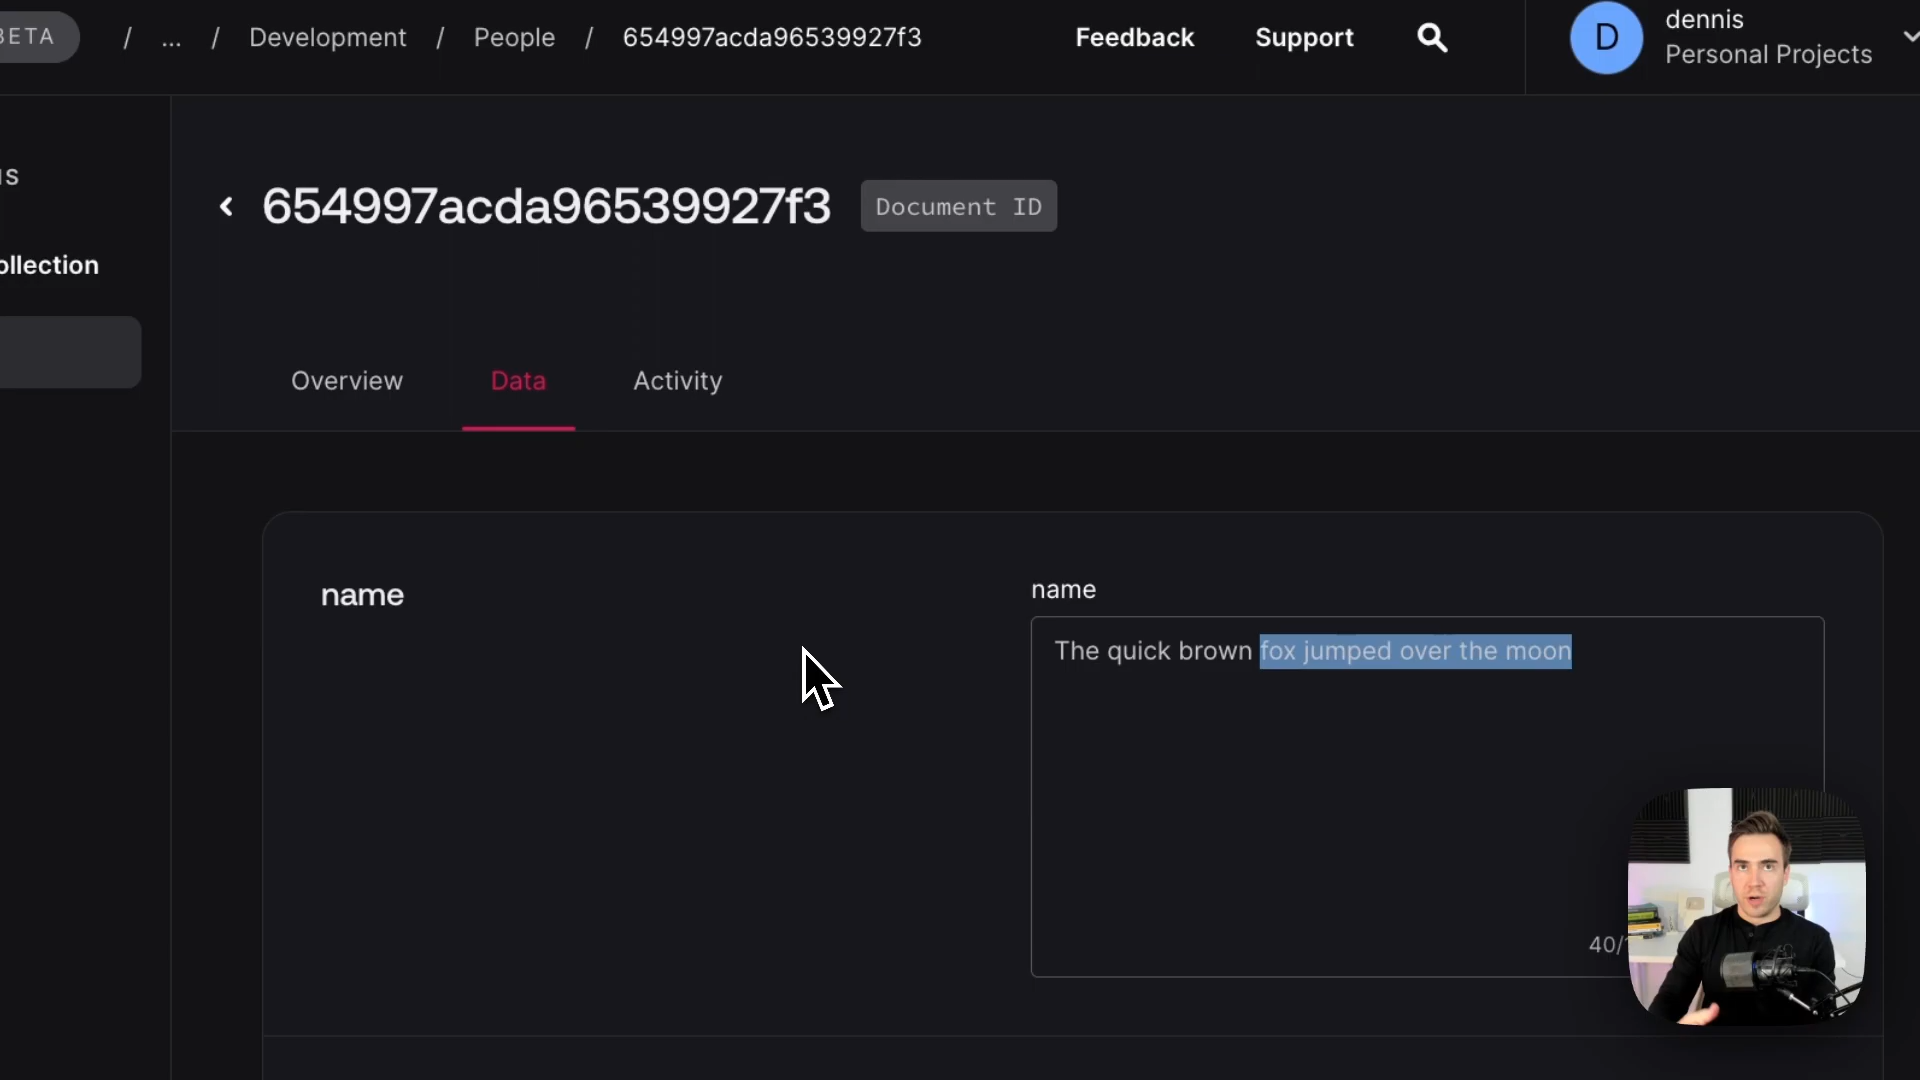 BETA / ... / Development / People / 654997acda96539927f3 Feedback Support D dennis
Personal Projects
654997acda96539927f3 Document ID
ollection
Overview Data Activity
name
name
The quick brown fox jumped over the moon
40/